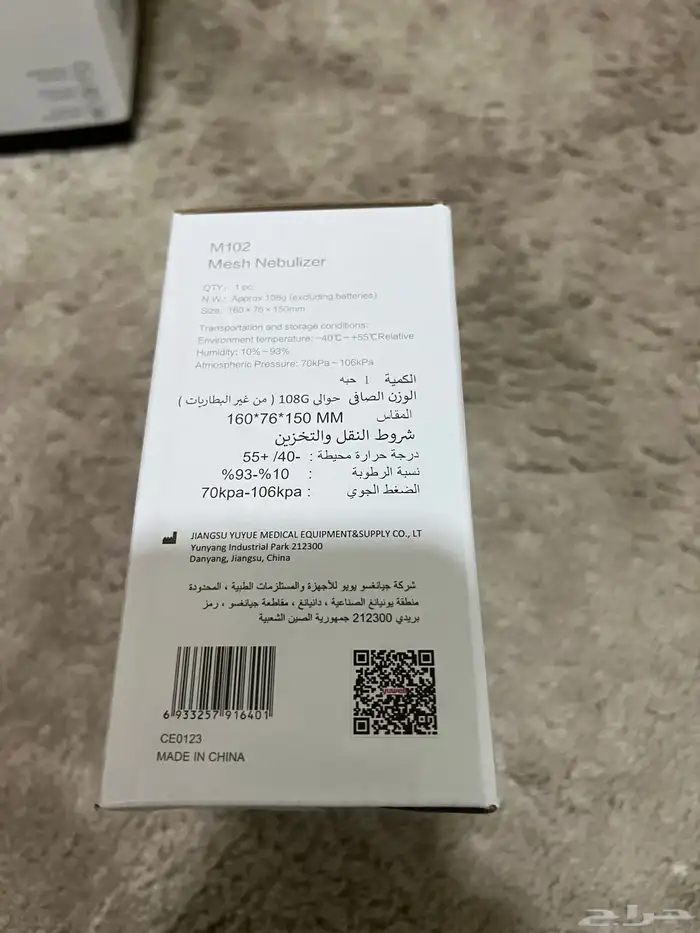 M102
Mesh Nebulizer
QTY: 1 pc
N.W.: Approx 108g (excluding batteries)
Size: 160×76×150mm
Transportation and storage conditions:
Environment temperature: -40℃~+55℃Relative
Humidity: 10%~93%
Atmospheric Pressure: 70kPa~106kPa
الكمية 1 حبه
الوزن الصافى حوالى 108G ( من غير البطاريات )
المقاس 160*76*150 MM
شروط النقل والتخزين
درجة حرارة محيطة : -40/ +55
نسبة الرطوبة : 10%-93%
الضغط الجوي : 70kpa-106kpa
JIANGSU YUYUE MEDICAL EQUIPMENT&SUPPLY CO., LT
Yunyang Industrial Park 212300
Danyang, Jiangsu, China
شركة جيانغسو يويو للأجهزة والمستلزمات الطبية ، المحدودة
منطقة يونيانغ الصناعية ، دانيانغ ، مقاطعة جيانغسو ، رمز
بريدي 212300 جمهورية الصين الشعبية
6 933257 916401
yuwell
CE0123
MADE IN CHINA
حراج